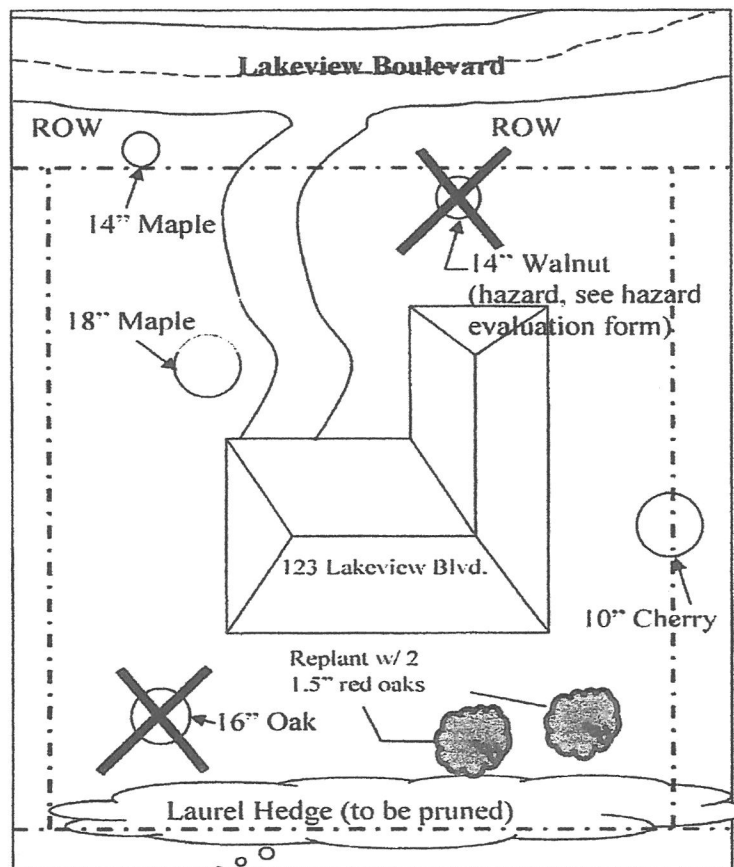 Lakeview Boulevard
ROW
ROW
14" Maple
14" Walnut
(hazard, see hazard
evaluation form)
18" Maple
123 Lakeview Blvd.
10" Cherry
Replant w/ 2
1.5" red oaks
16" Oak
Laurel Hedge (to be pruned)